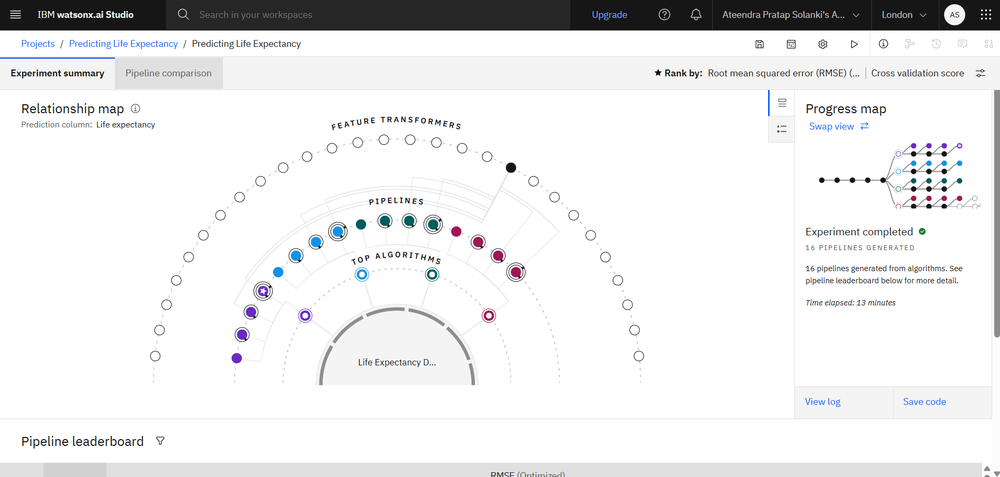 IBM watsonx.ai Studio
Search in your workspaces
Upgrade
Ateendra Pratap Solanki's A...
London
AS
Projects / Predicting Life Expectancy / Predicting Life Expectancy
Experiment summary
Pipeline comparison
Rank by: Root mean squared error (RMSE) (... | Cross validation score
Relationship map
Prediction column: Life expectancy
FEATURE TRANSFORMERS
PIPELINES
TOP ALGORITHMS
Life Expectancy D...
Progress map
Swap view
Experiment completed
16 PIPELINES GENERATED
16 pipelines generated from algorithms. See
pipeline leaderboard below for more detail.
Time elapsed: 13 minutes
View log
Save code
Pipeline leaderboard
RMSE (Optimized)